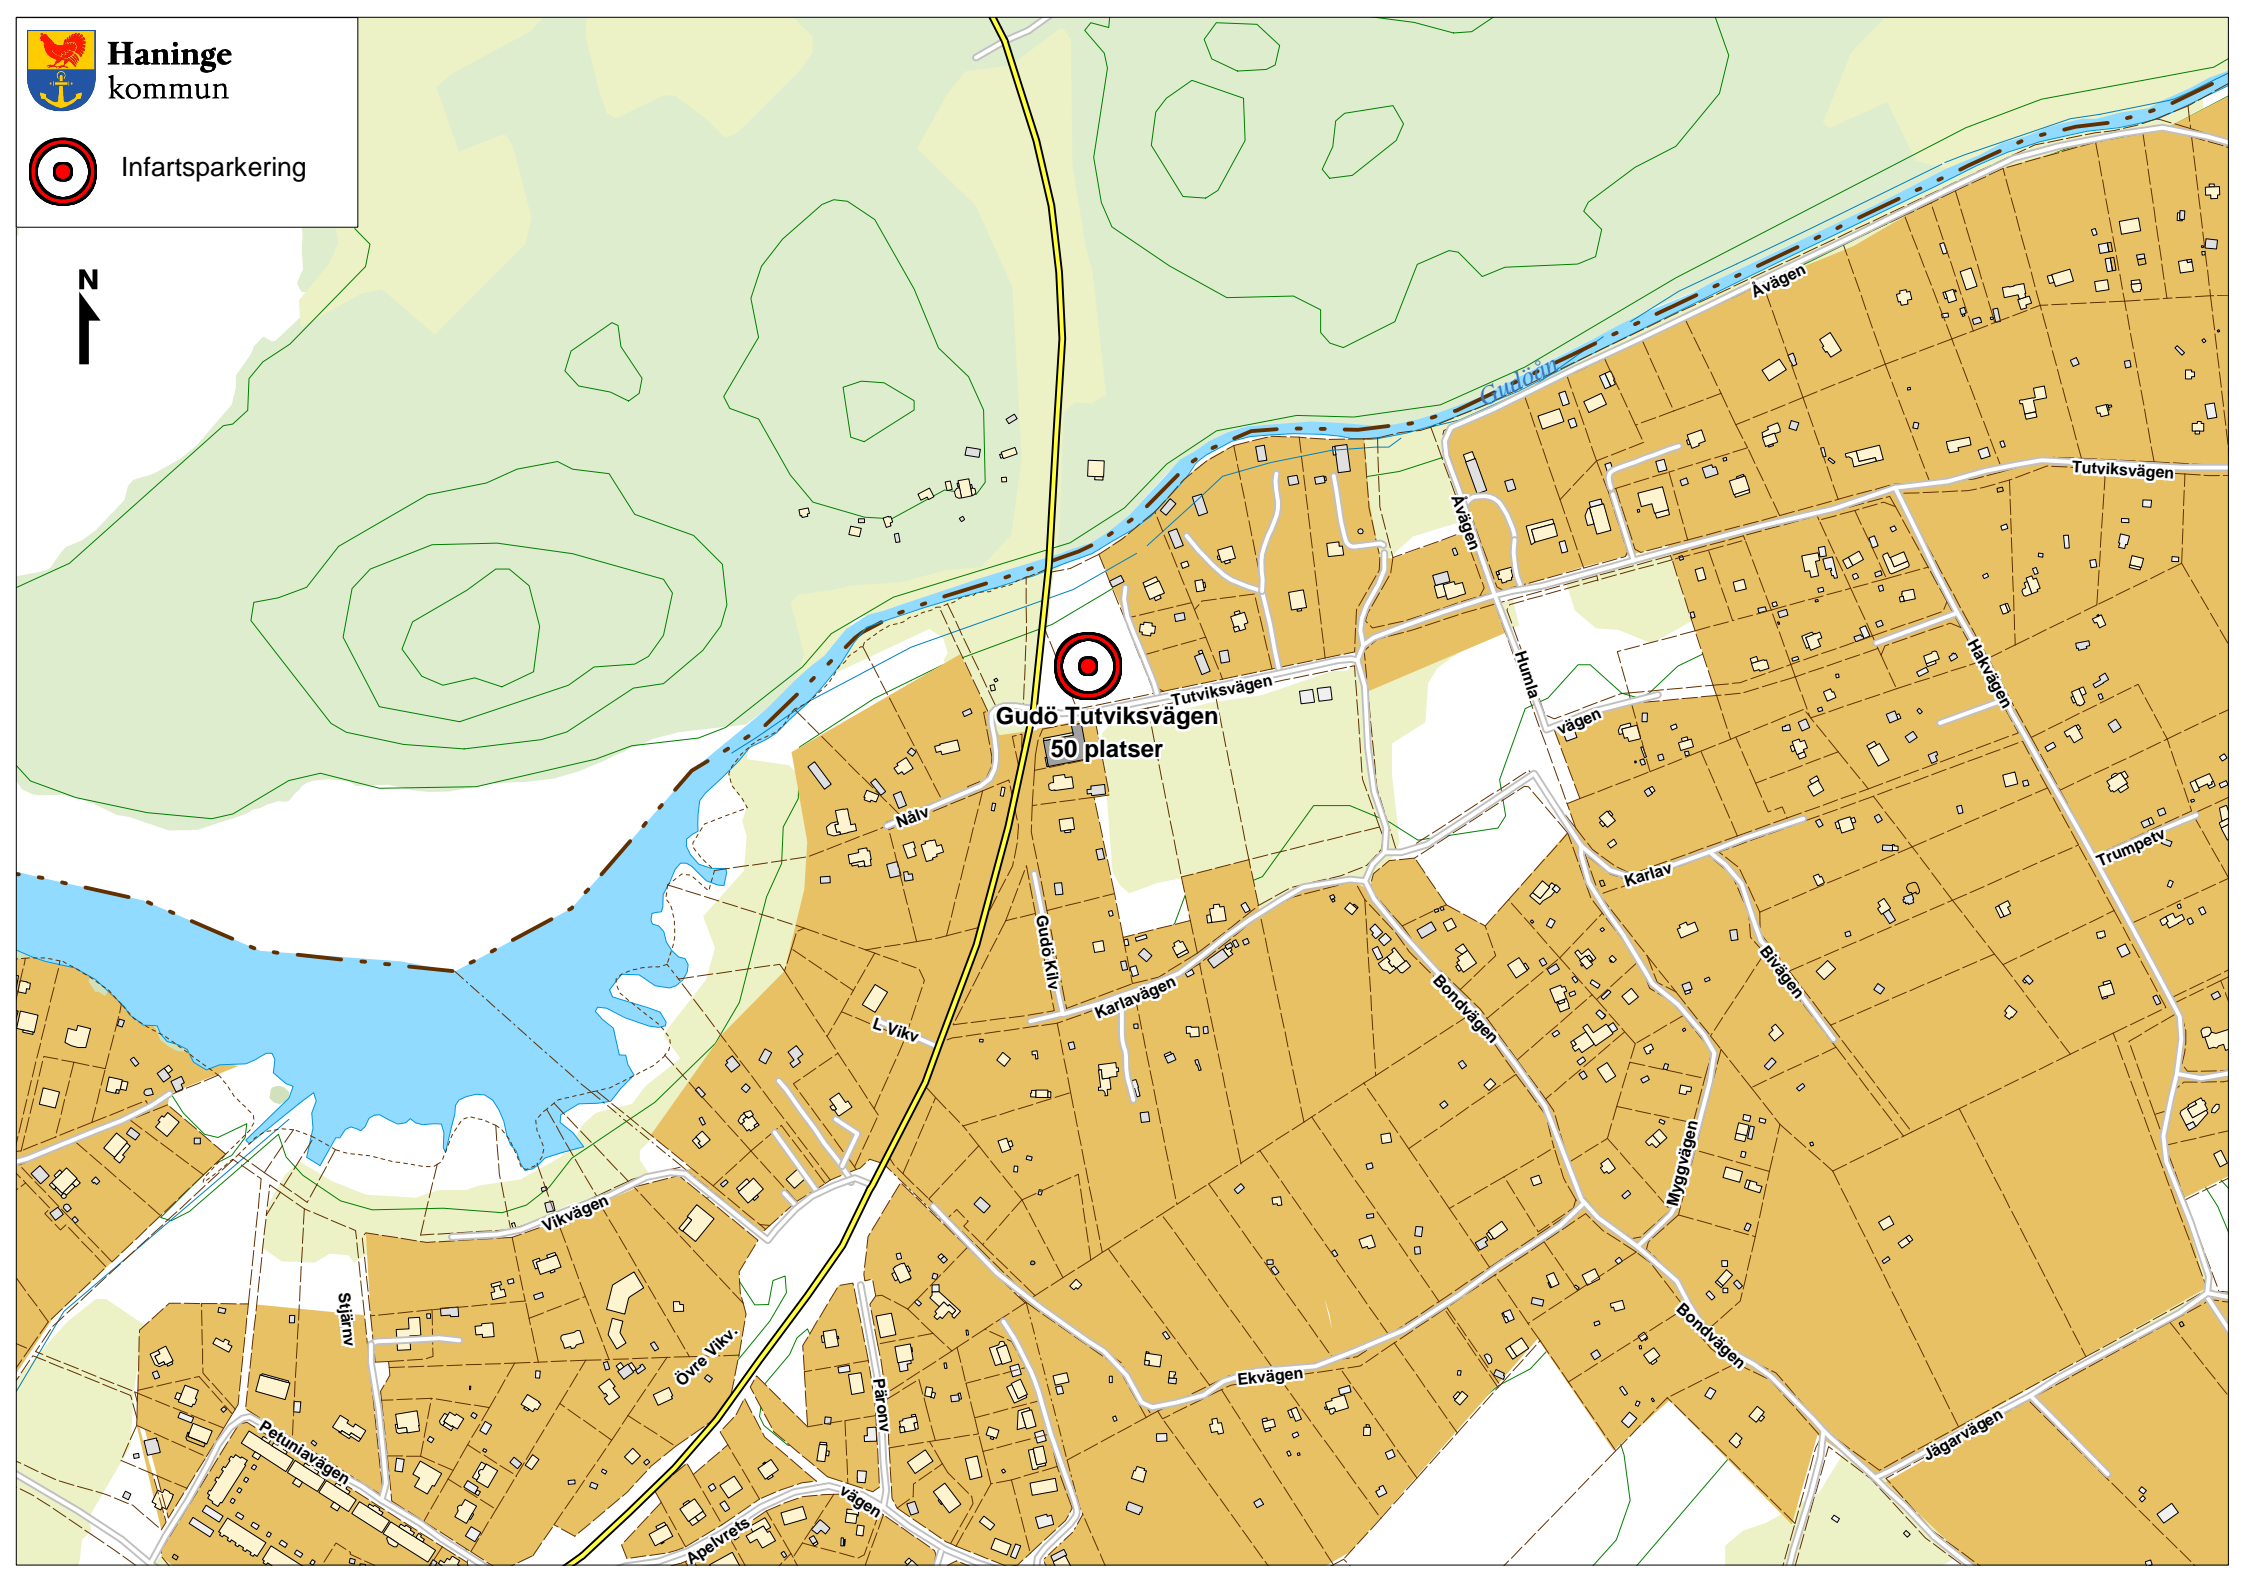 Haninge
kommun
Infartsparkering
N
Åvägen
Gudöån
Tutviksvägen
Åvägen
Humla
vägen
Hakvägen
Tutviksvägen
Gudö Tutviksvägen
50 platser
Nålv
Trumpetv
Karlav
Gudö Kilv
Bivägen
Karlavägen
Bondvägen
L Vikv
Myggvägen
Vikvägen
Stjärnv
Övre Vikv.
Bondvägen
Ekvägen
Päronv
Petuniavägen
Jägarvägen
vägen
Apelvrets